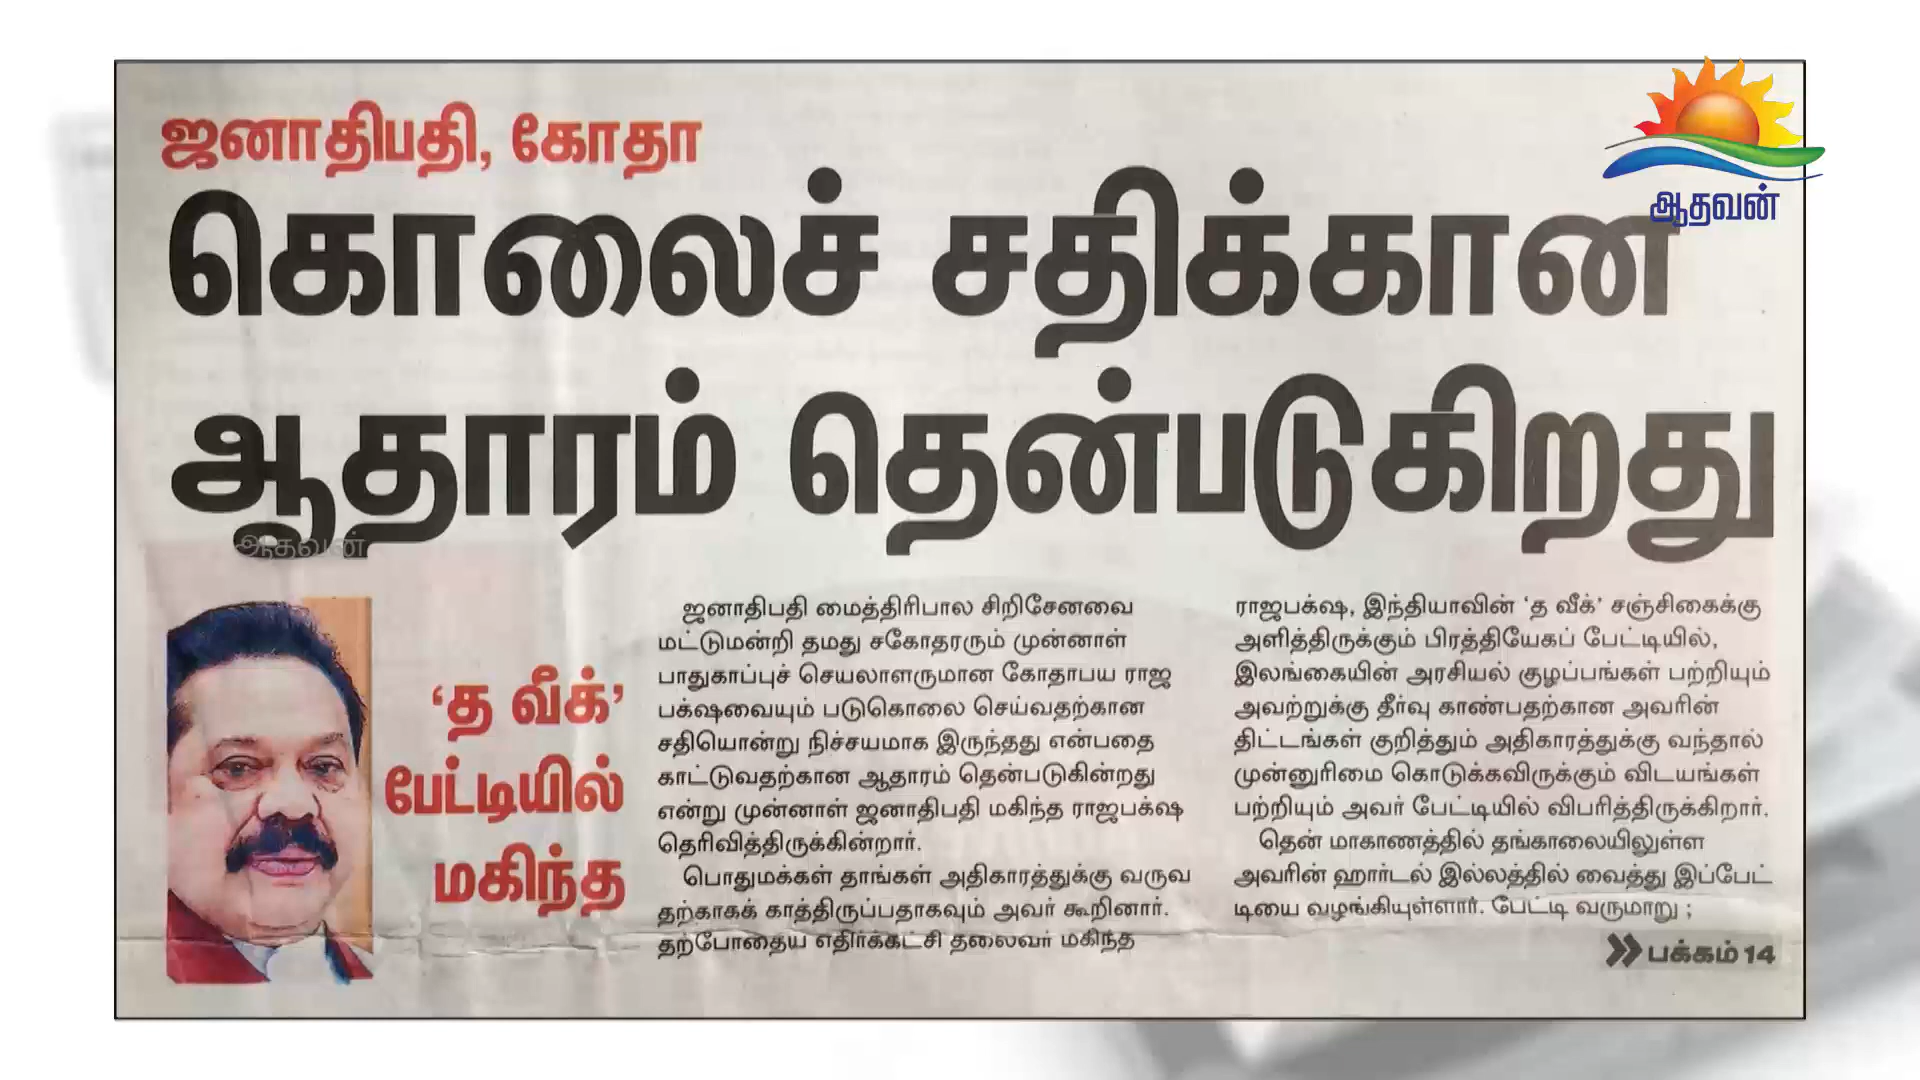 ஜனாதிபதி, கோதா
கொலைச் சதிக்கான
ஆதாரம் தென்படுகிறது
ஆதவன்
ஆதவன்
‘த வீக்’
பேட்டியில்
மகிந்த
ஜனாதிபதி மைத்திரிபால சிறிசேனவை
மட்டுமன்றி தமது சகோதரரும் முன்னாள்
பாதுகாப்புச் செயலாளருமான கோதாபய ராஜ
பக்‌ஷவையும் படுகொலை செய்வதற்கான
சதியொன்று நிச்சயமாக இருந்தது என்பதை
காட்டுவதற்கான ஆதாரம் தென்படுகின்றது
என்று முன்னாள் ஜனாதிபதி மகிந்த ராஜபக்‌ஷ
தெரிவித்திருக்கின்றார்.
பொதுமக்கள் தாங்கள் அதிகாரத்துக்கு வருவ
தற்காகக் காத்திருப்பதாகவும் அவர் கூறினார்.
தற்போதைய எதிர்க்கட்சி தலைவர் மகிந்த
ராஜபக்‌ஷ, இந்தியாவின் ‘த வீக்’ சஞ்சிகைக்கு
அளித்திருக்கும் பிரத்தியேகப் பேட்டியில்,
இலங்கையின் அரசியல் குழப்பங்கள் பற்றியும்
அவற்றுக்கு தீர்வு காண்பதற்கான அவரின்
திட்டங்கள் குறித்தும் அதிகாரத்துக்கு வந்தால்
முன்னுரிமை கொடுக்கவிருக்கும் விடயங்கள்
பற்றியும் அவர் பேட்டியில் விபரித்திருக்கிறார்.
தென் மாகாணத்தில் தங்காலையிலுள்ள
அவரின் ஹார்டல் இல்லத்தில் வைத்து இப்பேட்
டியை வழங்கியுள்ளார். பேட்டி வருமாறு ;
பக்கம் 14